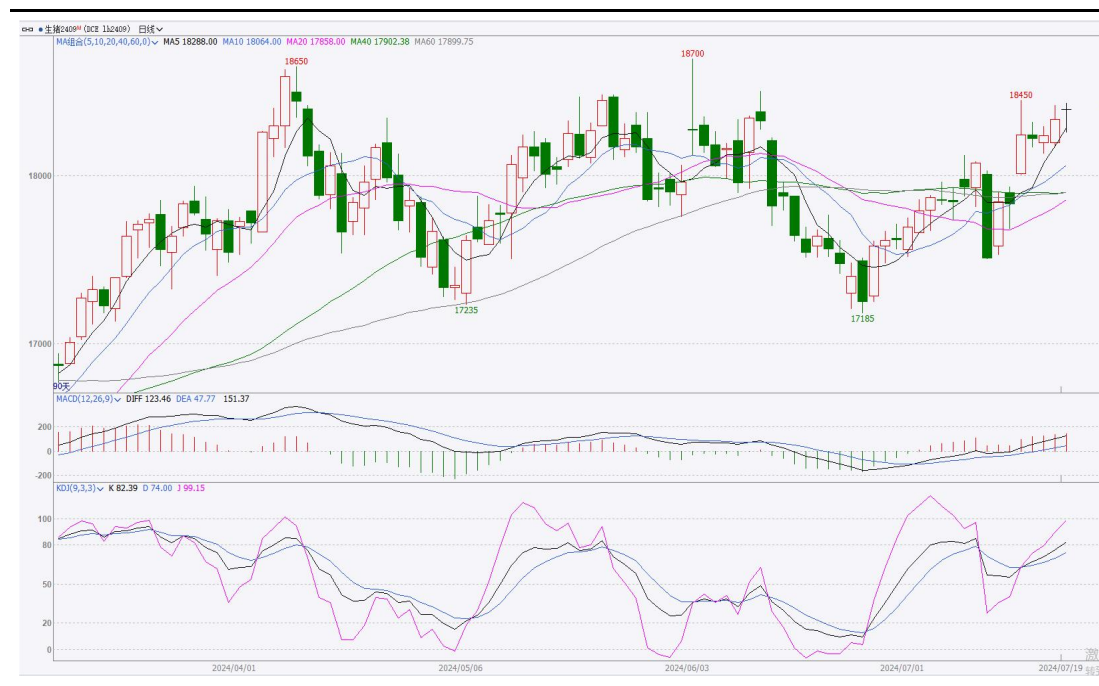 生猪2409ᴹ (DCE lh2409) 日线
MA组合(5,10,20,40,60,0) MA5 18288.00 MA10 18064.00 MA20 17858.00 MA40 17902.38 MA60 17899.75
18700
18650
18450
18000
17235
17185
17000
90天
MACD(12,26,9) DIFF 123.46 DEA 47.77 151.37
200
0
-200
KDJ(9,3,3) K 82.39 D 74.00 J 99.15
100
80
50
20
0
2024/04/01 2024/05/06 2024/06/03 2024/07/01 2024/07/19